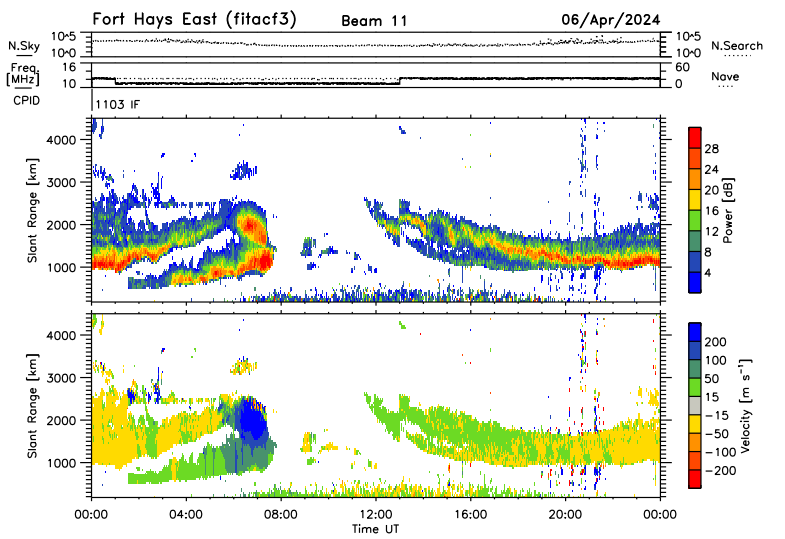 Fort Hays East (fitacf3) Beam 11 06/Apr/2024
N.Sky 10^5 10^0 10^5 10^0 N.Search
Freq. [MHz] 16 10 60 0 Nave
CPID 1103 IF
Slant Range [km] 4000 3000 2000 1000
Power [dB] 28 24 20 16 12 8 4
Slant Range [km] 4000 3000 2000 1000
Velocity [m s⁻¹] 200 100 50 15 −15 −50 −100 −200
00:00 04:00 08:00 12:00 16:00 20:00 00:00
Time UT